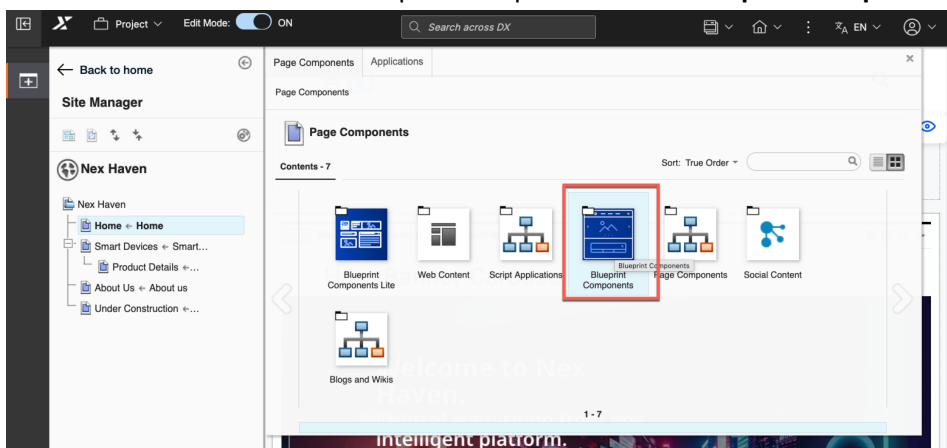 Project
Edit Mode:
ON
Search across DX
EN
Back to home
Site Manager
Nex Haven
Nex Haven
Home ← Home
Smart Devices ← Smart...
Product Details ←...
About Us ← About us
Under Construction ←...
Page Components
Applications
Page Components
Page Components
Contents - 7
Sort: True Order
Blueprint
Components Lite
Web Content
Script Applications
Blueprint
Components
Blueprint Components
Page Components
Social Content
Blogs and Wikis
1 - 7
Welcome to Nex
Haven.
intelligent platform.